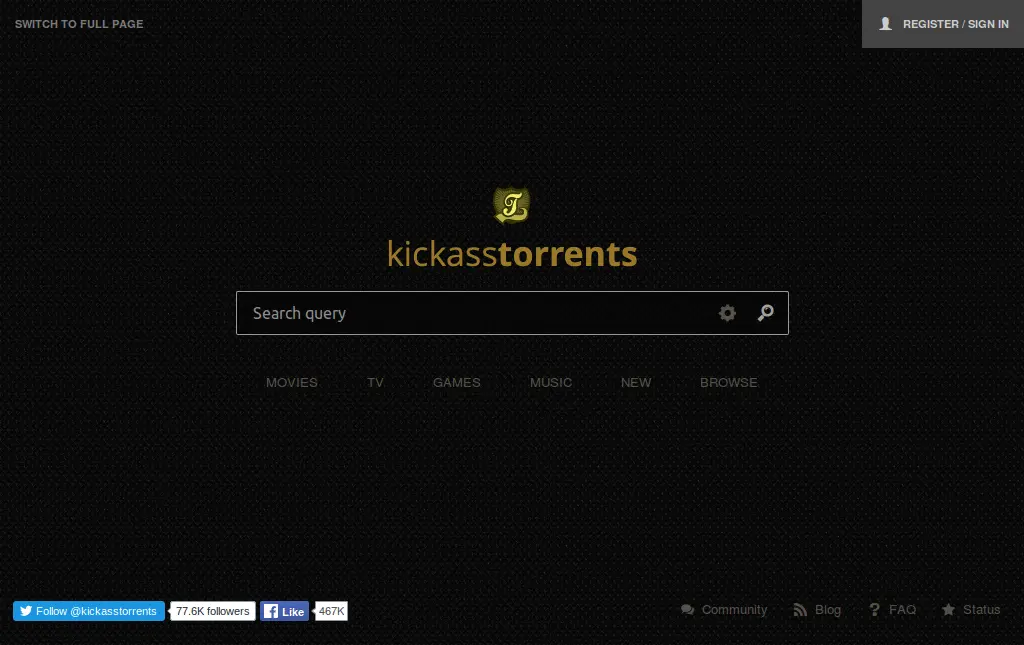 SWITCH TO FULL PAGE
REGISTER / SIGN IN
kickasstorrents
Search query
MOVIES TV GAMES MUSIC NEW BROWSE
Follow @kickasstorrents 77.6K followers Like 467K
Community Blog FAQ Status